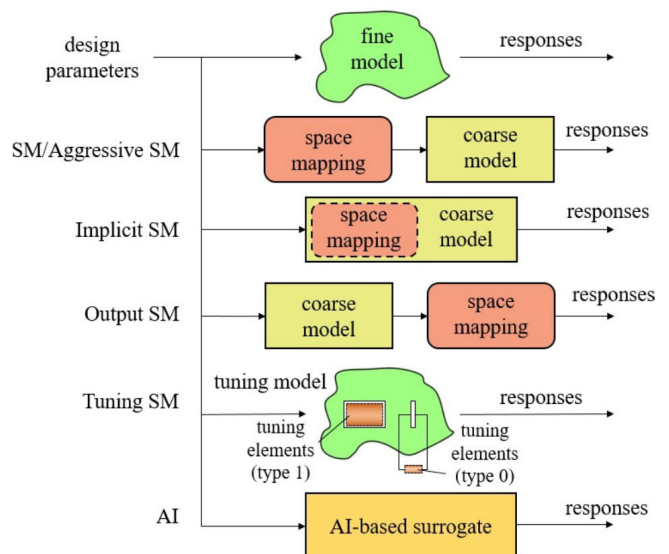 design
parameters
fine
model
responses
SM/Aggressive SM
space
mapping
coarse
model
responses
Implicit SM
space
mapping
coarse
model
responses
Output SM
coarse
model
space
mapping
responses
Tuning SM
tuning model
tuning
elements
(type 1)
tuning
elements
(type 0)
responses
AI
AI-based surrogate
responses